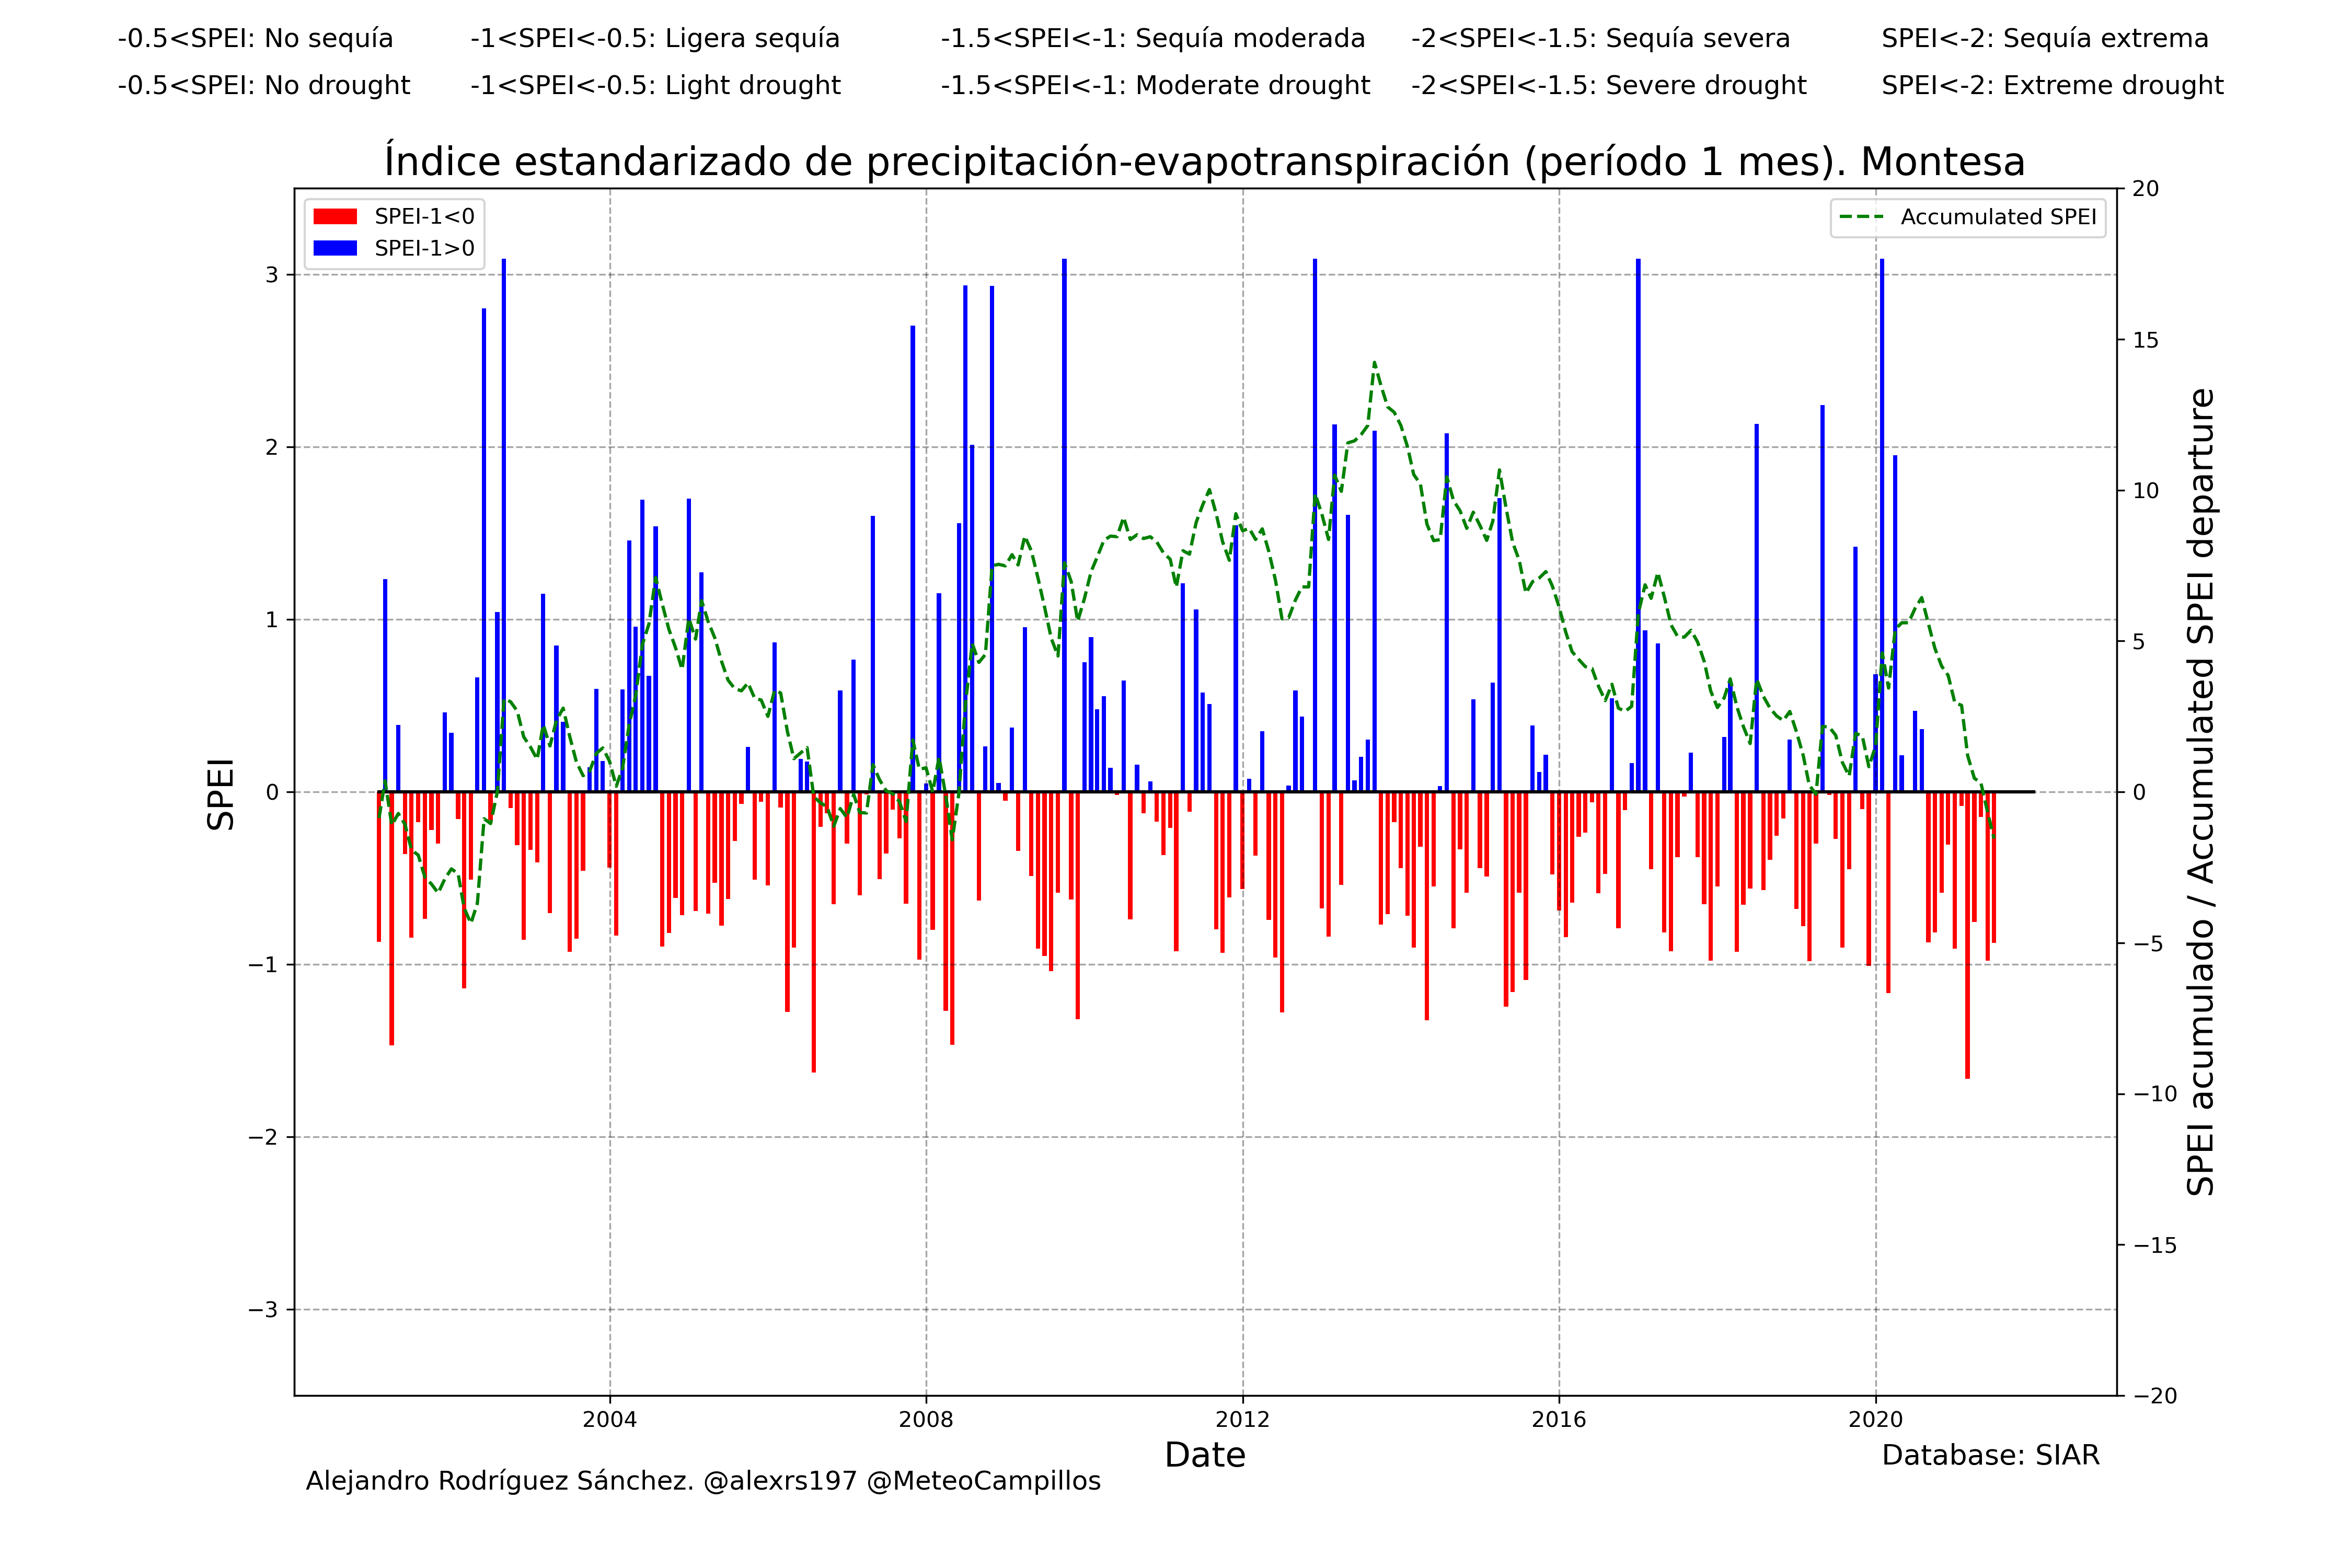 -0.5<SPEI: No sequía -1<SPEI<-0.5: Ligera sequía -1.5<SPEI<-1: Sequía moderada -2<SPEI<-1.5: Sequía severa SPEI<-2: Sequía extrema
-0.5<SPEI: No drought -1<SPEI<-0.5: Light drought -1.5<SPEI<-1: Moderate drought -2<SPEI<-1.5: Severe drought SPEI<-2: Extreme drought
Índice estandarizado de precipitación-evapotranspiración (período 1 mes). Montesa
SPEI-1<0
SPEI-1>0
Accumulated SPEI
SPEI
3
2
1
0
−1
−2
−3
20
15
10
5
0
−5
−10
−15
−20
SPEI acumulado / Accumulated SPEI departure
2004 2008 2012 2016 2020
Date
Database: SIAR
Alejandro Rodríguez Sánchez. @alexrs197 @MeteoCampillos